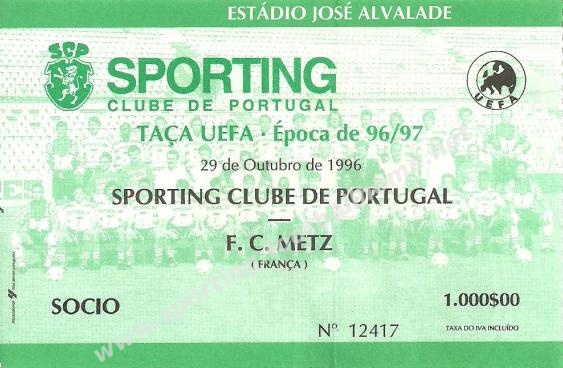 ESTÁDIO JOSÉ ALVALADE
SCP
SPORTING
CLUBE DE PORTUGAL
UEFA
TAÇA UEFA · Época de 96/97
29 de Outubro de 1996
SPORTING CLUBE DE PORTUGAL
—
F. C. METZ
( FRANÇA )
SOCIO
1.000$00
Nº 12417
TAXA DO IVA INCLUÍDO